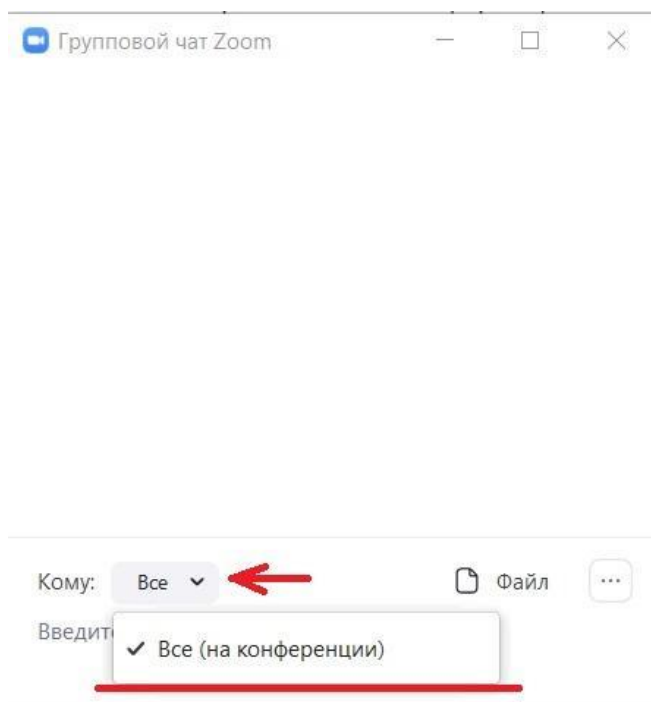 Групповой чат Zoom
Кому: Все Файл ...
Введит
Все (на конференции)